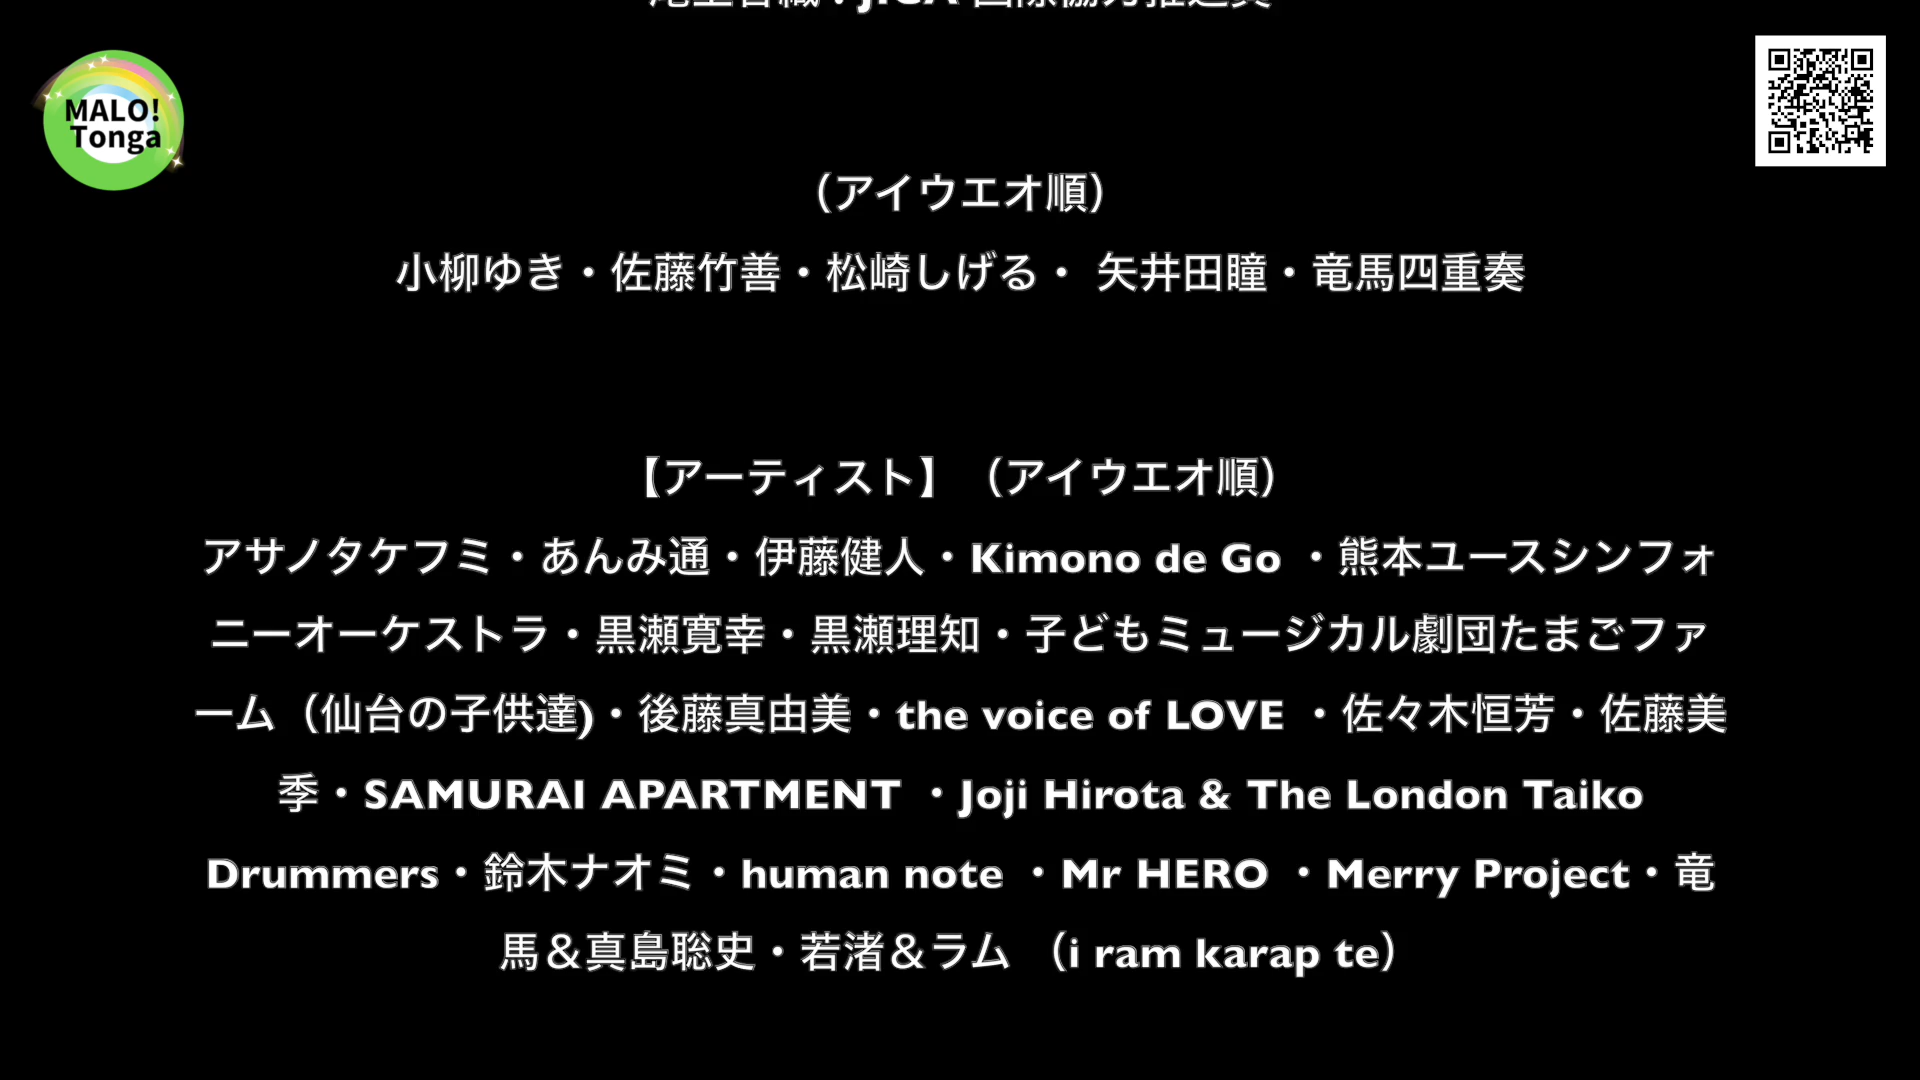 JICA 国際協力推進員
MALO!
Tonga
（アイウエオ順）
小柳ゆき・佐藤竹善・松崎しげる・ 矢井田瞳・竜馬四重奏
【アーティスト】（アイウエオ順）
アサノタケフミ・あんみ通・伊藤健人・Kimono de Go ・熊本ユースシンフォ
ニーオーケストラ・黒瀬寛幸・黒瀬理知・子どもミュージカル劇団たまごファ
ーム（仙台の子供達)・後藤真由美・the voice of LOVE ・佐々木恒芳・佐藤美
季・SAMURAI APARTMENT ・Joji Hirota & The London Taiko
Drummers・鈴木ナオミ・human note ・Mr HERO ・Merry Project・竜
馬＆真島聡史・若渚＆ラム （i ram karap te）